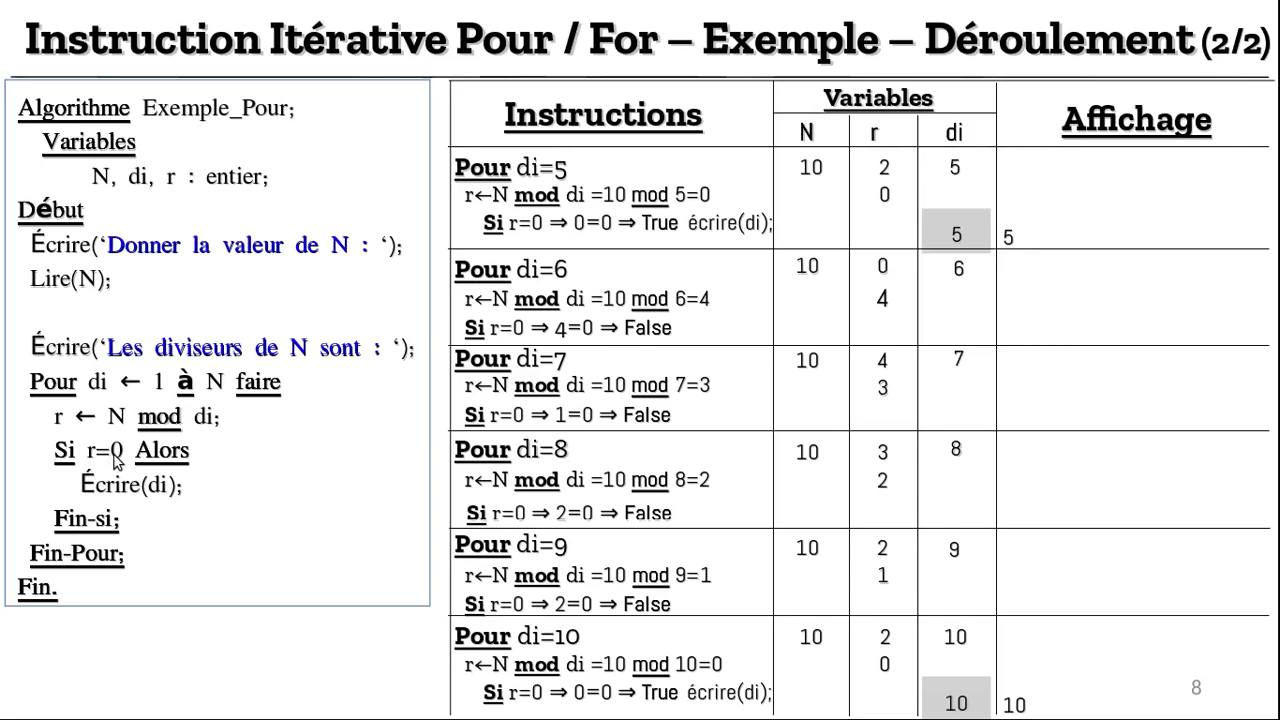 Instruction Itérative Pour / For – Exemple – Déroulement (2/2)
Algorithme Exemple_Pour;
Variables
N, di, r : entier;
Début
Écrire(‘Donner la valeur de N : ‘);
Lire(N);
Écrire(‘Les diviseurs de N sont : ‘);
Pour di ← 1 à N faire
r ← N mod di;
Si r=0 Alors
Écrire(di);
Fin-si;
Fin-Pour;
Fin.
Instructions Variables Affichage
N r di
Pour di=5 10 2 5
r←N mod di =10 mod 5=0 0
Si r=0 ⇒ 0=0 ⇒ True écrire(di);
5 5
Pour di=6 10 0 6
r←N mod di =10 mod 6=4 4
Si r=0 ⇒ 4=0 ⇒ False
Pour di=7 10 4 7
r←N mod di =10 mod 7=3 3
Si r=0 ⇒ 1=0 ⇒ False
Pour di=8 10 3 8
r←N mod di =10 mod 8=2 2
Si r=0 ⇒ 2=0 ⇒ False
Pour di=9 10 2 9
r←N mod di =10 mod 9=1 1
Si r=0 ⇒ 2=0 ⇒ False
Pour di=10 10 2 10
r←N mod di =10 mod 10=0 0
Si r=0 ⇒ 0=0 ⇒ True écrire(di);
10 10
8